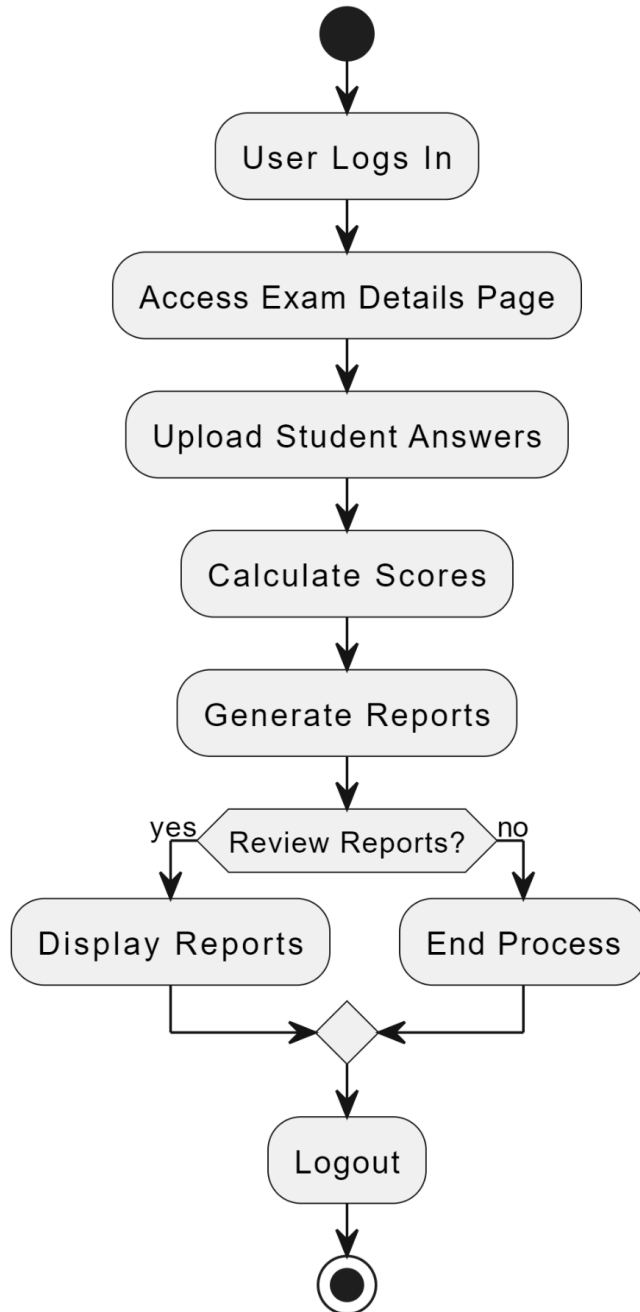 User Logs In
Access Exam Details Page
Upload Student Answers
Calculate Scores
Generate Reports
yes
Review Reports?
no
Display Reports
End Process
Logout